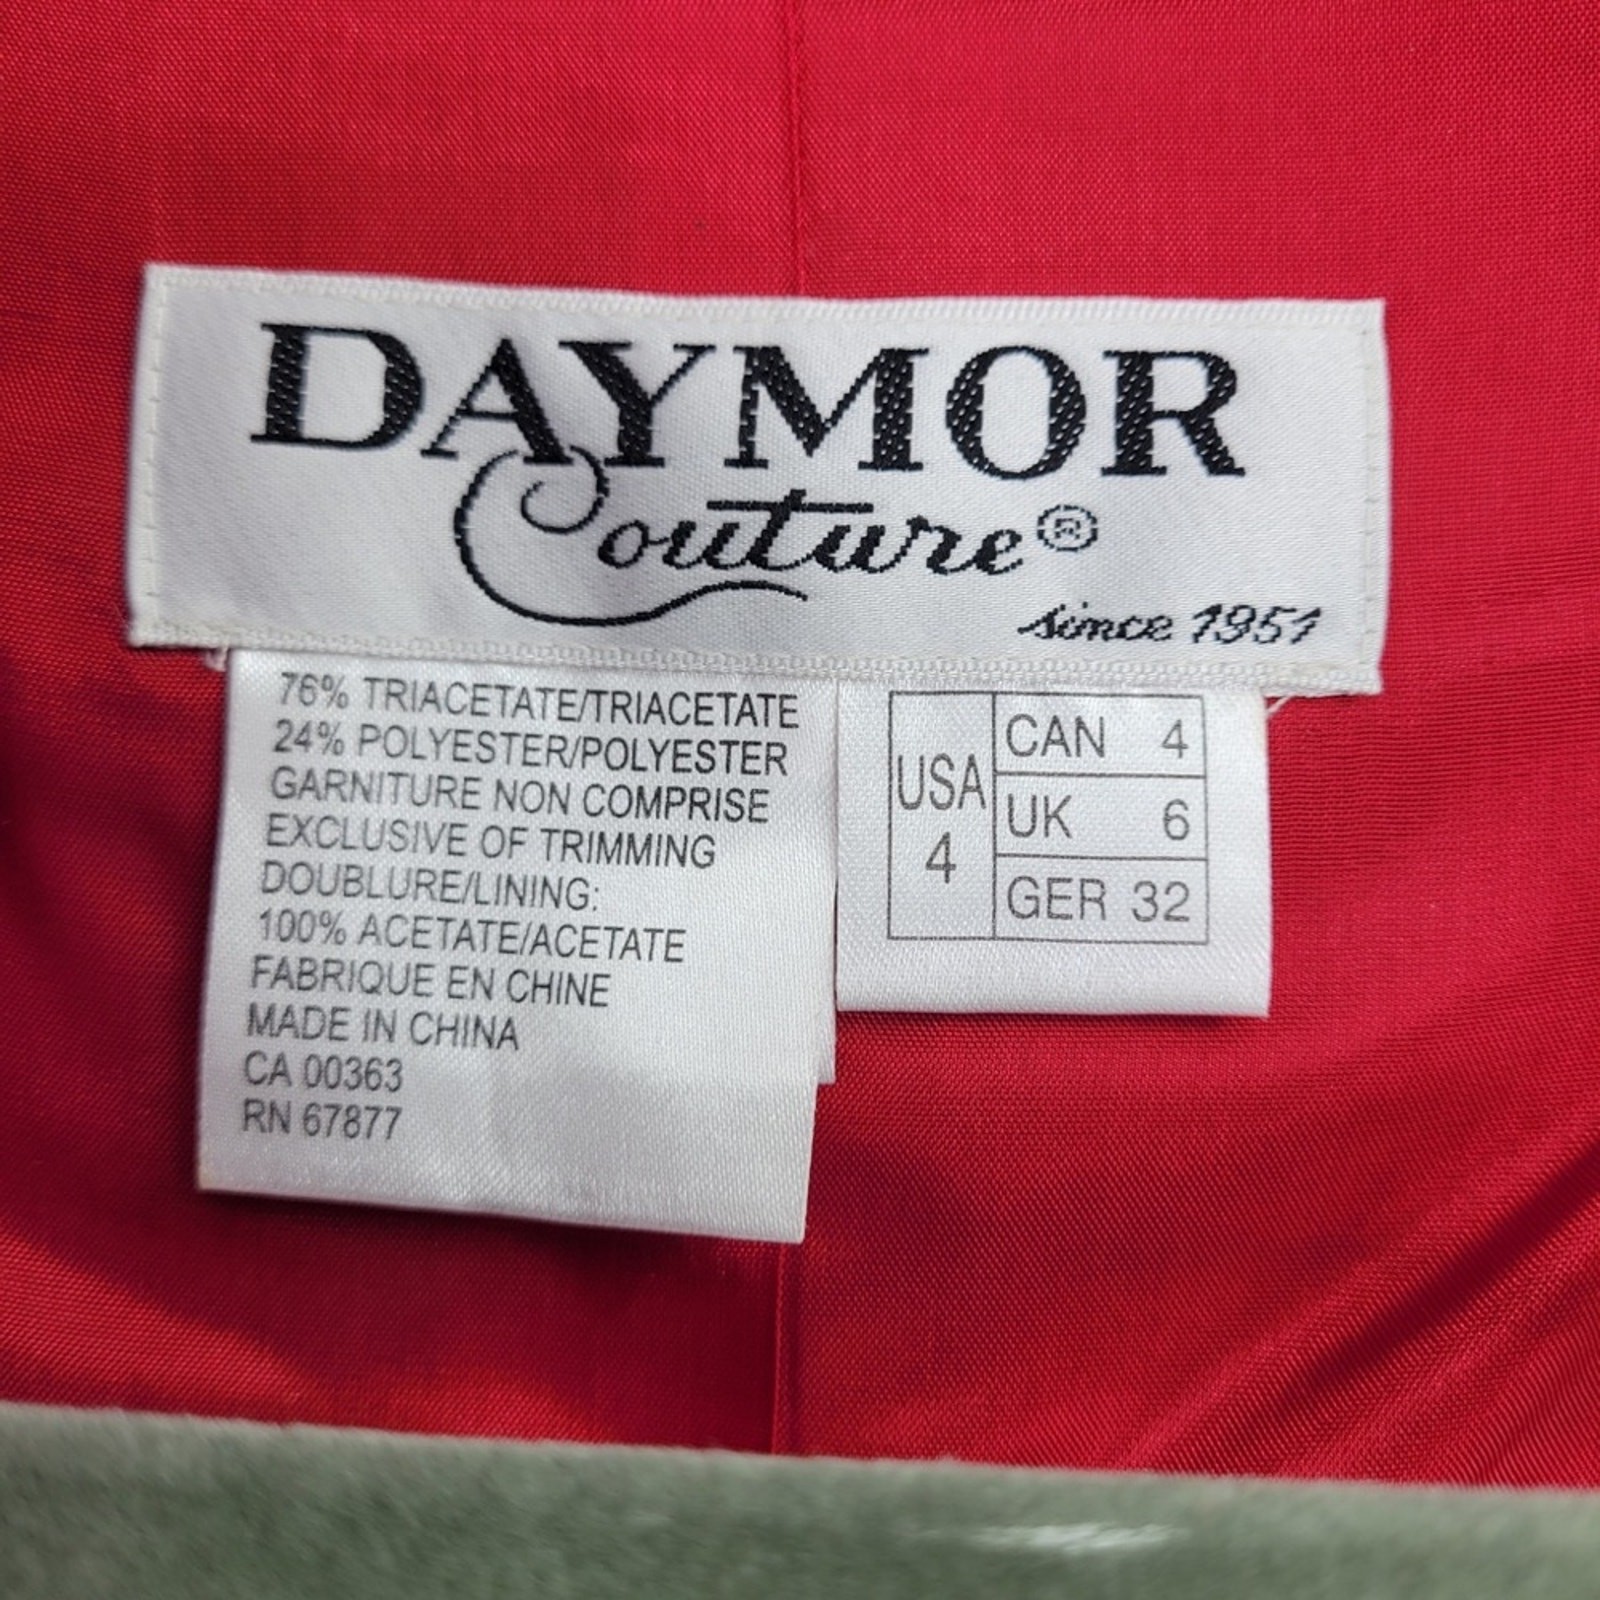 DAYMOR
Couture®
since 1951
76% TRIACETATE/TRIACETATE
24% POLYESTER/POLYESTER
GARNITURE NON COMPRISE
EXCLUSIVE OF TRIMMING
DOUBLURE/LINING:
100% ACETATE/ACETATE
FABRIQUE EN CHINE
MADE IN CHINA
CA 00363
RN 67877
USA
4
CAN 4
UK 6
GER 32